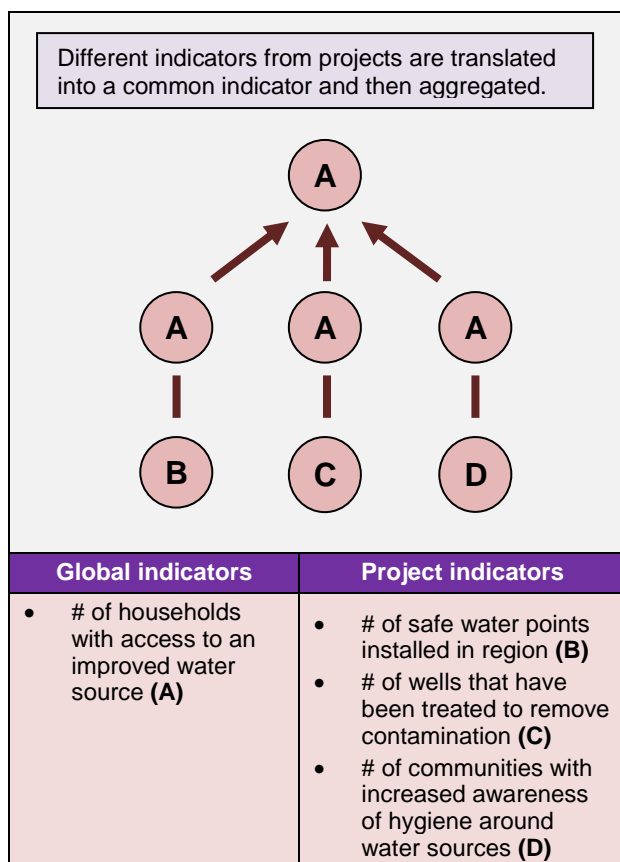 Different indicators from projects are translated
into a common indicator and then aggregated.
A
A A A
B C D
Global indicators Project indicators
• # of households
with access to an
improved water
source (A)
• # of safe water points
installed in region (B)
• # of wells that have
been treated to remove
contamination (C)
• # of communities with
increased awareness
of hygiene around
water sources (D)